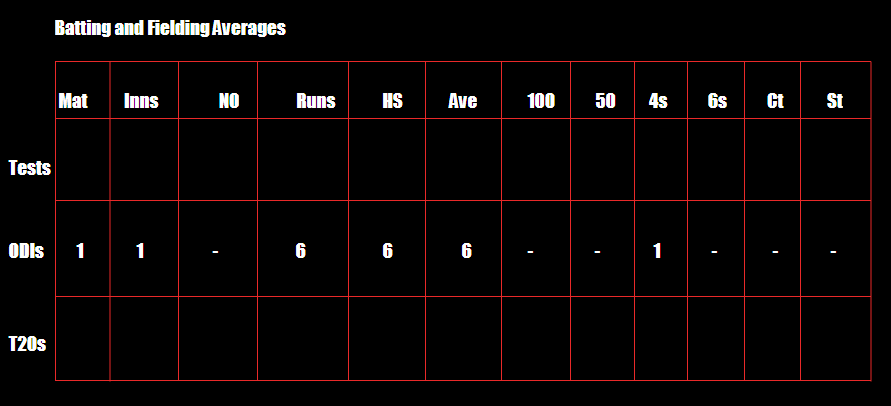 Batting and Fielding Averages
Mat Inns NO Runs HS Ave 100 50 4s 6s Ct St
Tests
ODIs 1 1 - 6 6 6 - - 1 - - -
T20s